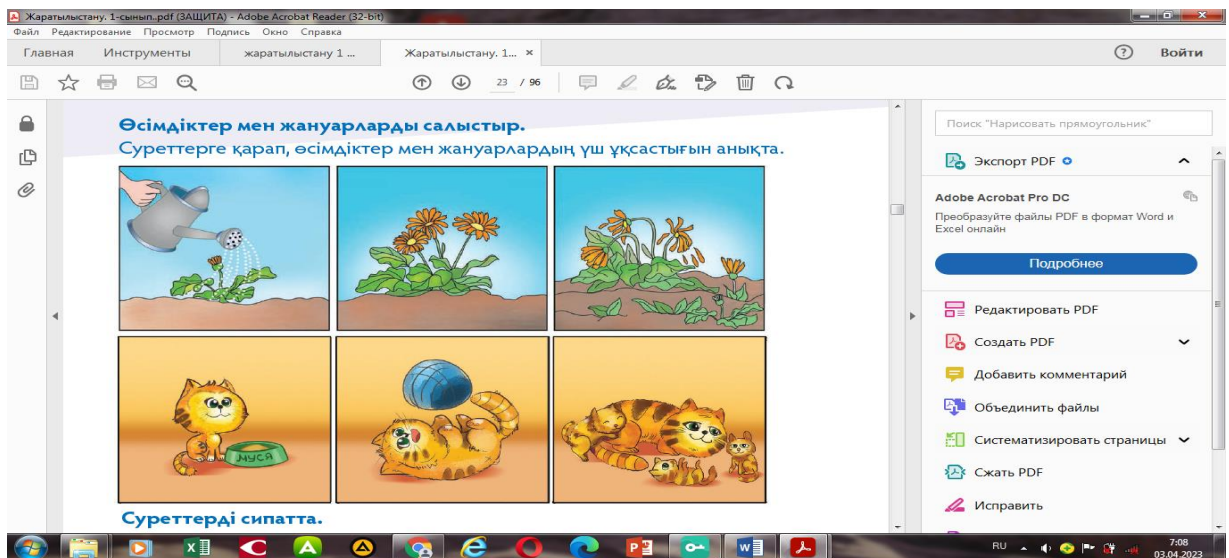 Жаратылыстану. 1-сынып..pdf (ЗАЩИТА) - Adobe Acrobat Reader (32-bit)
Файл Редактирование Просмотр Подпись Окно Справка
Главная Инструменты жаратылыстану 1 ... Жаратылыстану. 1... × Войти
23 / 96
Өсімдіктер мен жануарларды салыстыр.
Суреттерге қарап, өсімдіктер мен жануарлардың үш ұқсастығын анықта.
МУСЯ
Суреттерді сипатта.
Поиск "Нарисовать прямоугольник"
Экспорт PDF
Adobe Acrobat Pro DC
Преобразуйте файлы PDF в формат Word и
Excel онлайн
Подробнее
Редактировать PDF
Создать PDF
Добавить комментарий
Объединить файлы
Систематизировать страницы
Сжать PDF
Исправить
RU
7:08
03.04.2023